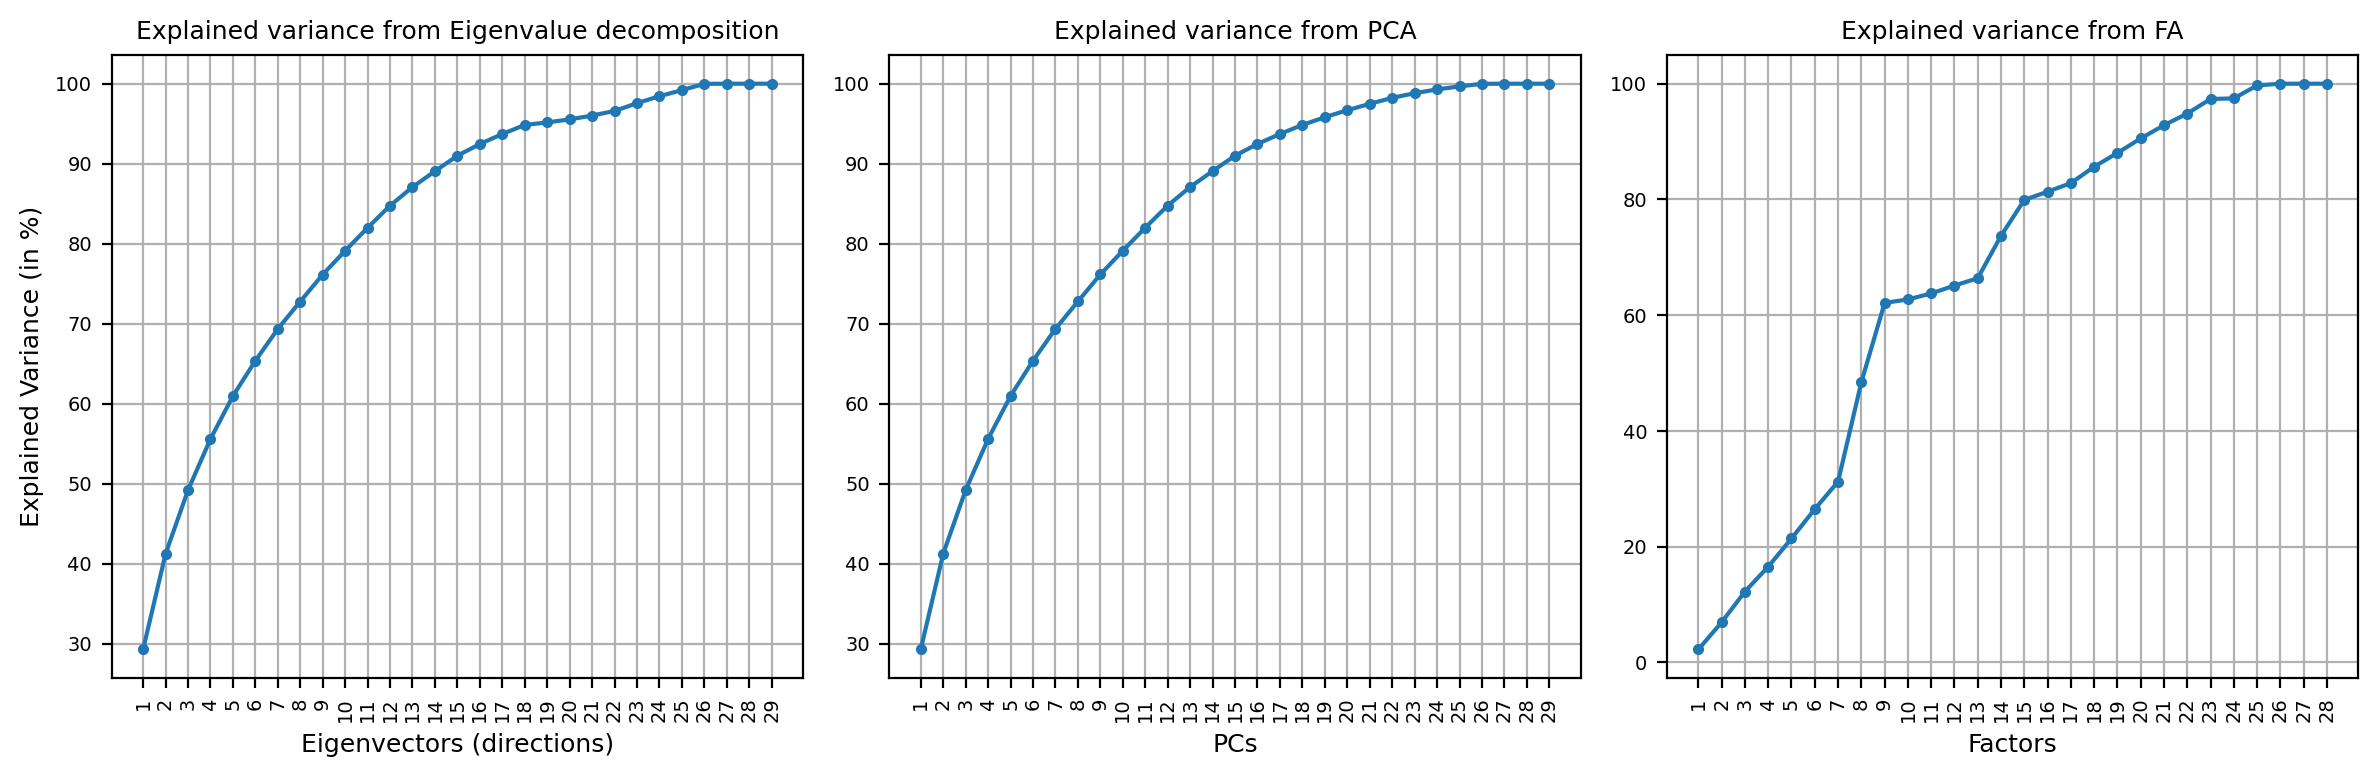 Explained variance from Eigenvalue decomposition
Explained Variance (in %)
100
90
80
70
60
50
40
30
1 2 3 4 5 6 7 8 9 10 11 12 13 14 15 16 17 18 19 20 21 22 23 24 25 26 27 28 29
Eigenvectors (directions)
Explained variance from PCA
100
90
80
70
60
50
40
30
1 2 3 4 5 6 7 8 9 10 11 12 13 14 15 16 17 18 19 20 21 22 23 24 25 26 27 28 29
PCs
Explained variance from FA
100
80
60
40
20
0
1 2 3 4 5 6 7 8 9 10 11 12 13 14 15 16 17 18 19 20 21 22 23 24 25 26 27 28
Factors